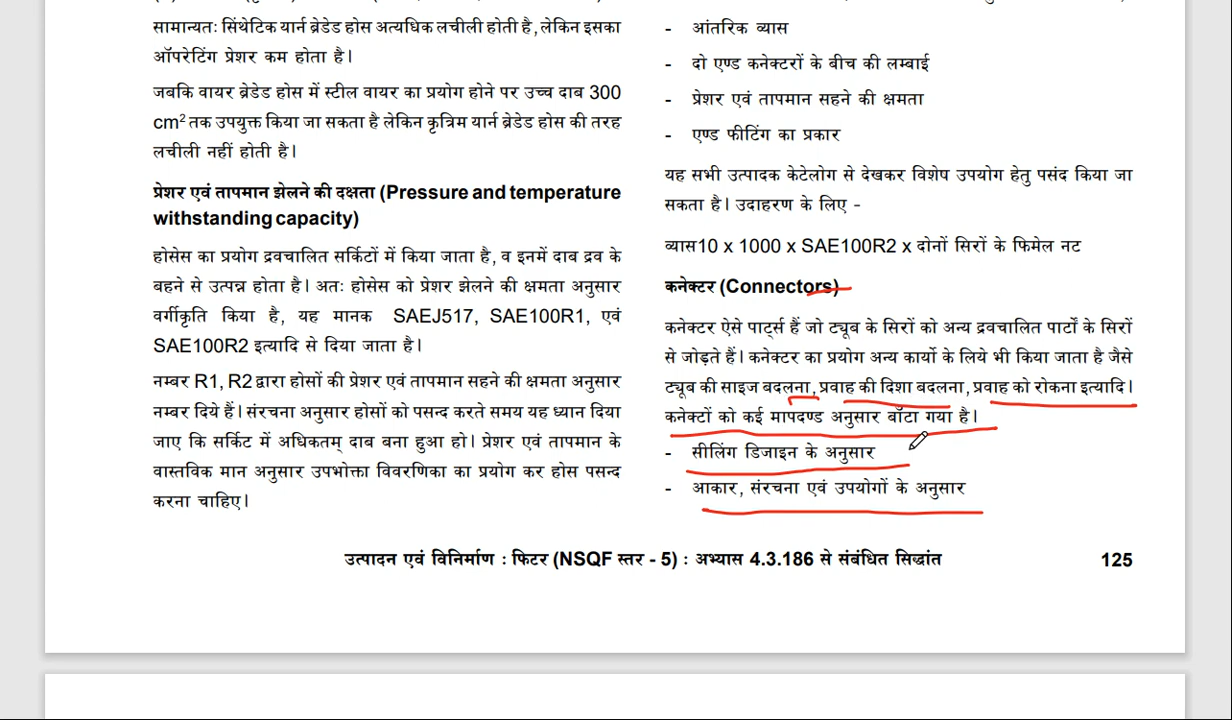 सामान्यतः सिंथेटिक यार्न ब्रेडेड होस अत्यधिक लचीली होती है, लेकिन इसका
ऑपरेटिंग प्रेशर कम होता है।
जबकि वायर ब्रेडेड होस में स्टील वायर का प्रयोग होने पर उच्च दाब 300
cm² तक उपयुक्त किया जा सकता है लेकिन कृत्रिम यार्न ब्रेडेड होस की तरह
लचीली नहीं होती है।
प्रेशर एवं तापमान झेलने की दक्षता (Pressure and temperature
withstanding capacity)
होसेस का प्रयोग द्रवचालित सर्किटों में किया जाता है, व इनमें दाब द्रव के
बहने से उत्पन्न होता है। अतः होसेस को प्रेशर झेलने की क्षमता अनुसार
वर्गीकृति किया है, यह मानक SAEJ517, SAE100R1, एवं
SAE100R2 इत्यादि से दिया जाता है।
नम्बर R1, R2 द्वारा होसों की प्रेशर एवं तापमान सहने की क्षमता अनुसार
नम्बर दिये हैं। संरचना अनुसार होसों को पसन्द करते समय यह ध्यान दिया
जाए कि सर्किट में अधिकतम् दाब बना हुआ हो। प्रेशर एवं तापमान के
वास्तविक मान अनुसार उपभोक्ता विवरणिका का प्रयोग कर होस पसन्द
करना चाहिए।
- आंतरिक व्यास
- दो एण्ड कनेक्टरों के बीच की लम्बाई
- प्रेशर एवं तापमान सहने की क्षमता
- एण्ड फीटिंग का प्रकार
यह सभी उत्पादक केटेलोग से देखकर विशेष उपयोग हेतु पसंद किया जा
सकता है। उदाहरण के लिए -
व्यास10 x 1000 x SAE100R2 x दोनों सिरों के फिमेल नट
कनेक्टर (Connectors)
कनेक्टर ऐसे पार्ट्स हैं जो ट्यूब के सिरों को अन्य द्रवचालित पार्टों के सिरों
से जोड़ते हैं। कनेक्टर का प्रयोग अन्य कार्यो के लिये भी किया जाता है जैसे
ट्यूब की साइज बदलना, प्रवाह की दिशा बदलना, प्रवाह को रोकना इत्यादि।
कनेक्टों को कई मापदण्ड अनुसार बाँटा गया है।
- सीलिंग डिजाइन के अनुसार
- आकार, संरचना एवं उपयोगों के अनुसार
उत्पादन एवं विनिर्माण : फिटर (NSQF स्तर - 5) : अभ्यास 4.3.186 से संबंधित सिद्धांत 125